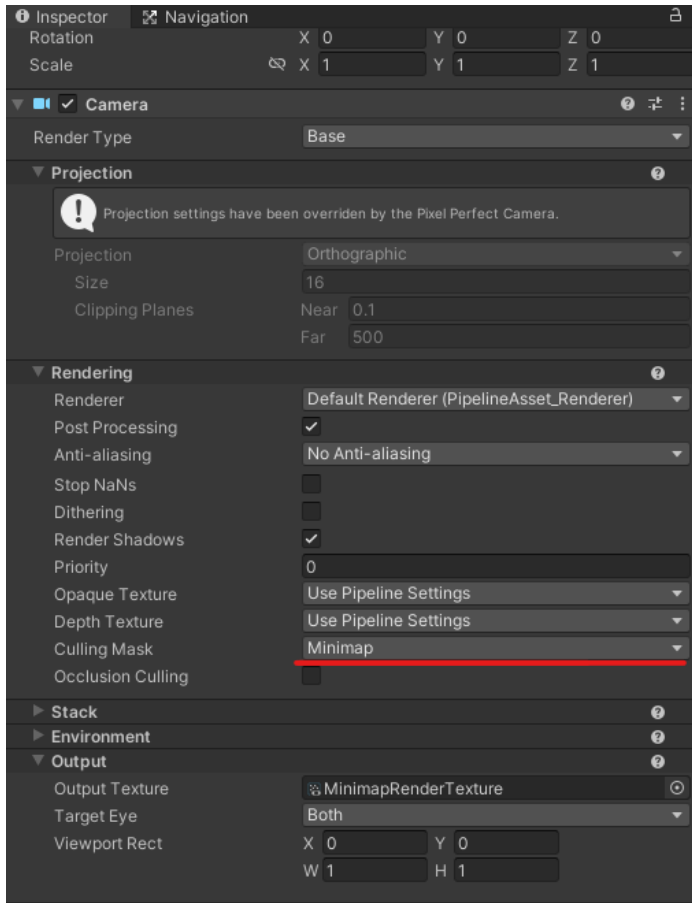 Inspector Navigation
Rotation X 0 Y 0 Z 0
Scale X 1 Y 1 Z 1
Camera
Render Type Base
Projection
Projection settings have been overriden by the Pixel Perfect Camera.
Projection Orthographic
Size 16
Clipping Planes Near 0.1
Far 500
Rendering
Renderer Default Renderer (PipelineAsset_Renderer)
Post Processing
Anti-aliasing No Anti-aliasing
Stop NaNs
Dithering
Render Shadows
Priority 0
Opaque Texture Use Pipeline Settings
Depth Texture Use Pipeline Settings
Culling Mask Minimap
Occlusion Culling
Stack
Environment
Output
Output Texture MinimapRenderTexture
Target Eye Both
Viewport Rect X 0 Y 0
W 1 H 1